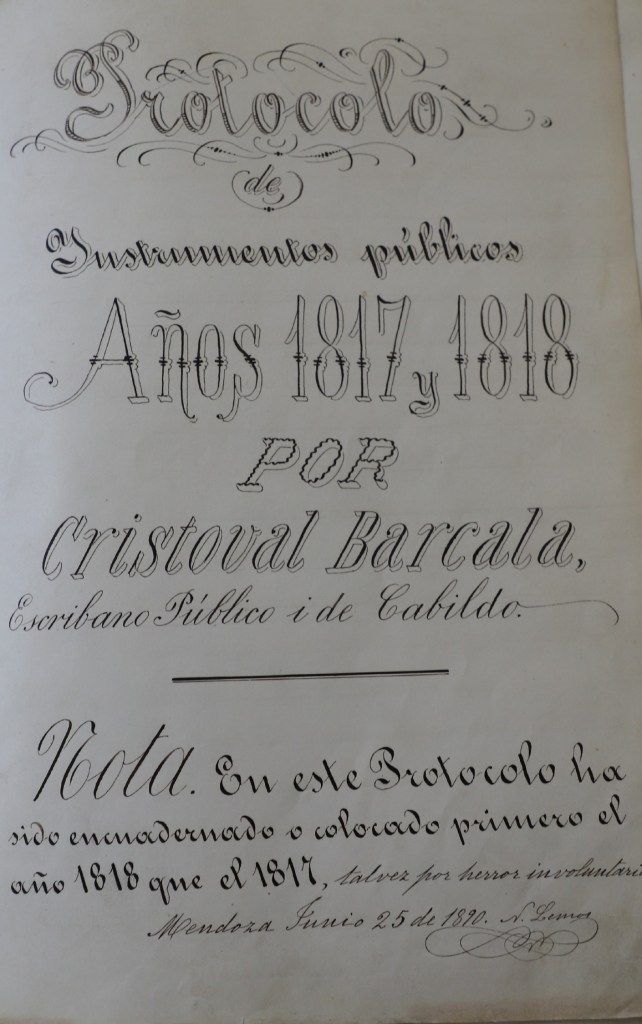 Protocolo
de
Instrumentos públicos
Años 1817 y 1818
POR
Cristoval Barcala,
Escribano Público i de Cabildo.
Nota. En este Protocolo ha
sido encuadernado o colocado primero el
año 1818 que el 1817, talvez por herror involuntari
Mendoza Junio 25 de 1890. N. Lemos